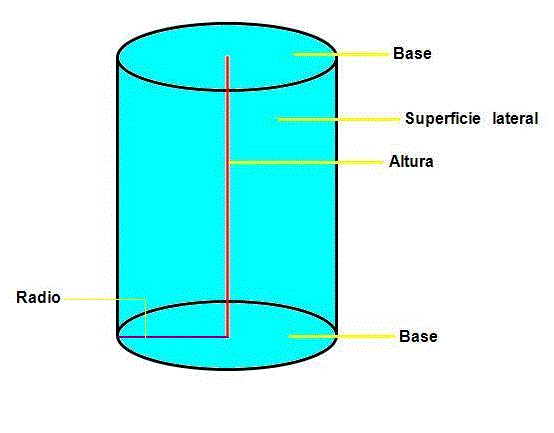 Base
Superficie lateral
Altura
Radio
Base